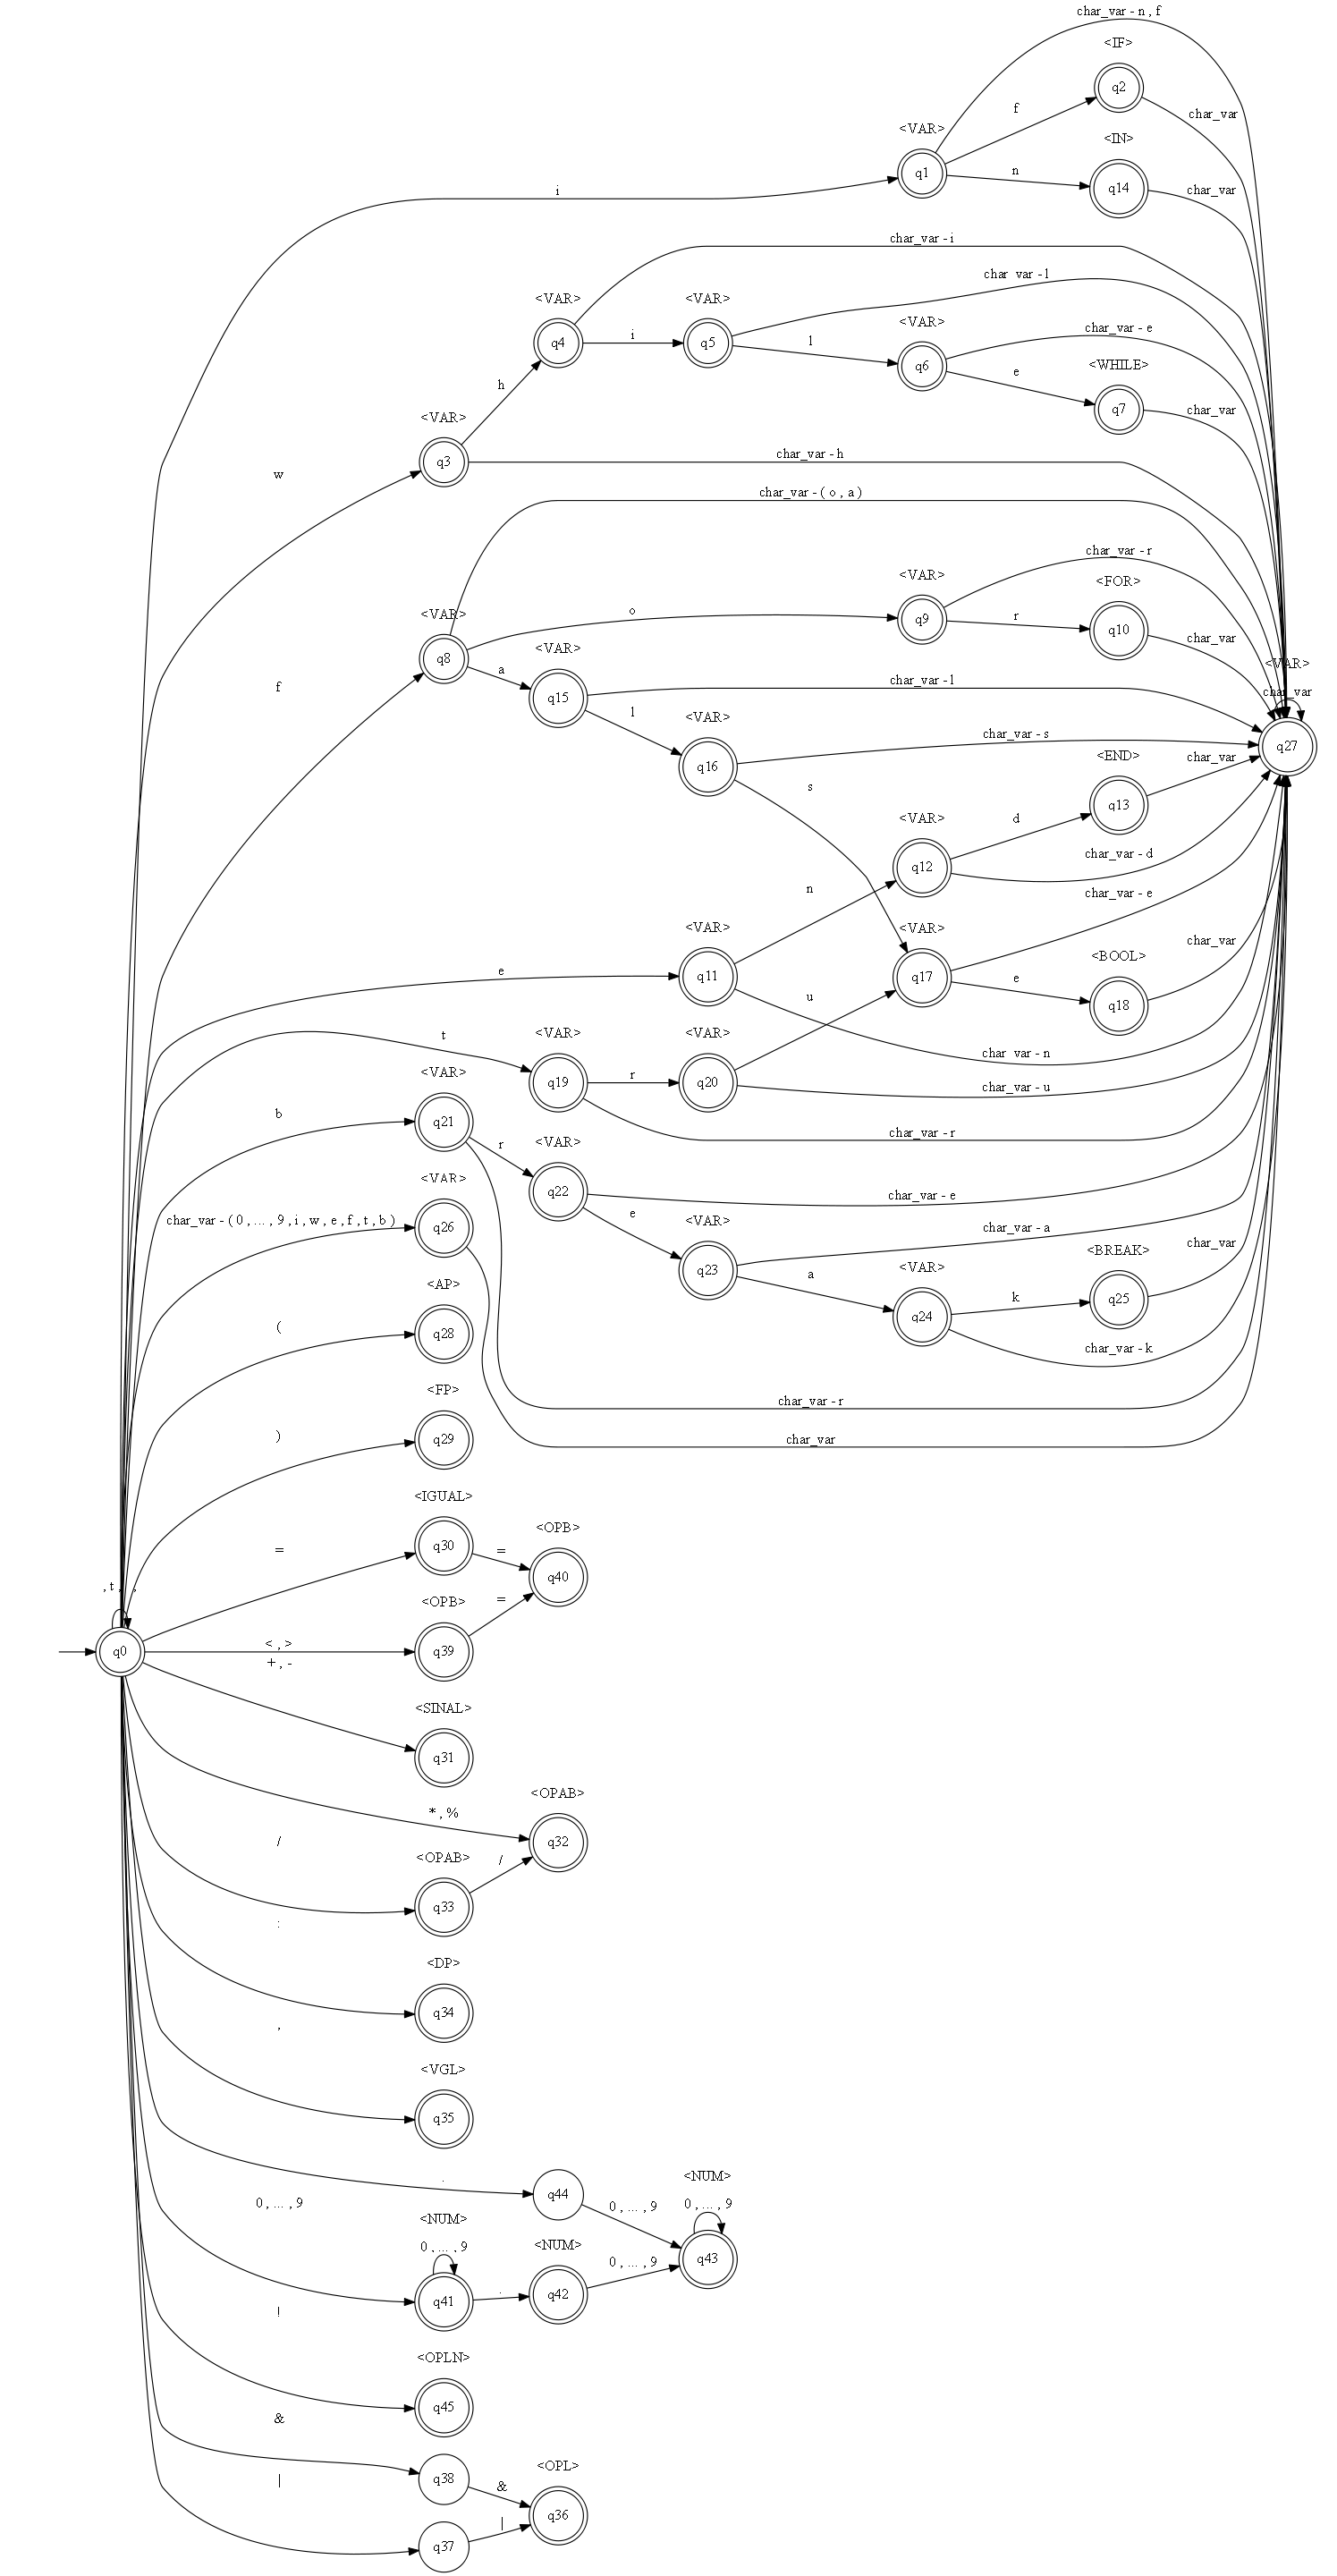 char_var - n , f
<IF>
q2
char_var
f
<VAR>
q1
<IN>
n
q14
char_var
i
char_var - i
char_var - l
<VAR>
q4
i
<VAR>
q5
l
<VAR>
q6
char_var - e
e
<WHILE>
q7
char_var
h
<VAR>
q3
char_var - h
w
char_var - ( o , a )
<VAR>
q8
o
<VAR>
q9
char_var - r
r
<FOR>
q10
char_var
f
a
<VAR>
q15
char_var - l
l
<VAR>
q16
char_var - s
s
<VAR>
char_var
q27
<END>
q13
char_var
d
<VAR>
q12
char_var - d
n
<VAR>
q11
e
<VAR>
q17
char_var - e
e
<BOOL>
q18
char_var
u
char_var - n
t
<VAR>
q19
r
<VAR>
q20
char_var - u
char_var - r
b
<VAR>
q21
r
<VAR>
q22
char_var - e
e
<VAR>
q23
char_var - a
a
<VAR>
q24
k
<BREAK>
q25
char_var
char_var - k
char_var - r
char_var - ( 0 , ... , 9 , i , w , e , f , t , b )
<VAR>
q26
char_var
(
<AP>
q28
)
<FP>
q29
=
<IGUAL>
q30
=
<OPB>
q40
, t , ,
q0
< , >
<OPB>
q39
=
+ , -
<SINAL>
q31
* , %
<OPAB>
q32
/
<OPAB>
q33
/
:
<DP>
q34
,
<VGL>
q35
.
q44
0 , ... , 9
<NUM>
0 , ... , 9
q43
0 , ... , 9
<NUM>
0 , ... , 9
q41
.
<NUM>
q42
0 , ... , 9
!
<OPLN>
q45
&
q38
&
<OPL>
q36
|
q37
|